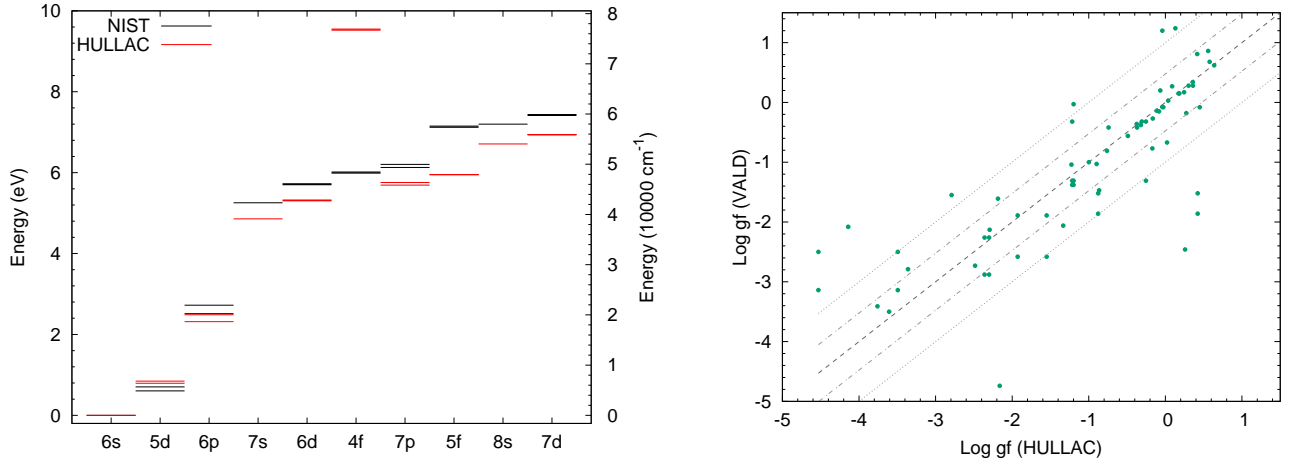 NIST
HULLAC
Energy (eV)
10
8
6
4
2
0
6s 5d 6p 7s 6d 4f 7p 5f 8s 7d
8
7
6
5
4
3
2
1
0
Energy (10000 cm-1)
Log gf (VALD)
1
0
-1
-2
-3
-4
-5
-5 -4 -3 -2 -1 0 1
Log gf (HULLAC)